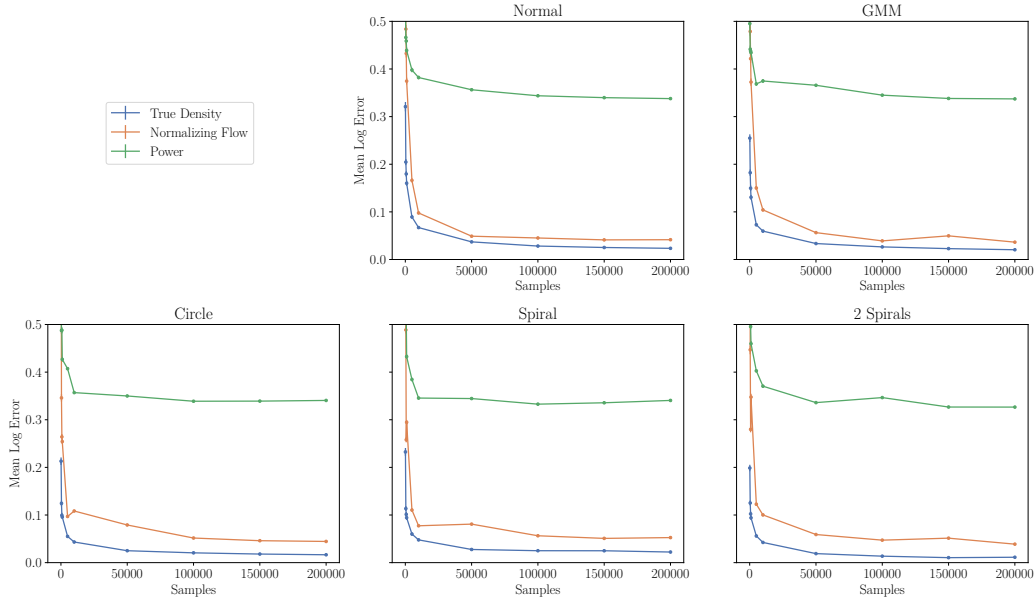 Normal
GMM
True Density
Normalizing Flow
Power
Mean Log Error
0.5
0.4
0.3
0.2
0.1
0.0
0 50000 100000 150000 200000
Samples
0 50000 100000 150000 200000
Samples
Circle
Spiral
2 Spirals
Mean Log Error
0.5
0.4
0.3
0.2
0.1
0.0
0 50000 100000 150000 200000
Samples
0 50000 100000 150000 200000
Samples
0 50000 100000 150000 200000
Samples